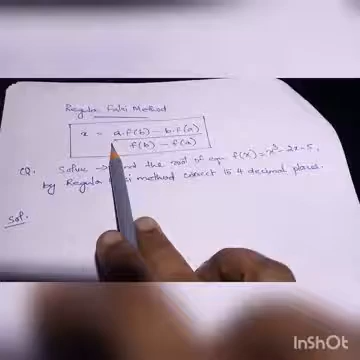 Regula Falsi Method
x = a.f(b) - b.f(a)
f(b) - f(a)
Q. Solve the root of eqn f(x) = x³ - 2x - 5,
by Regula method correct to 4 decimal places.
Sol.
InShOt